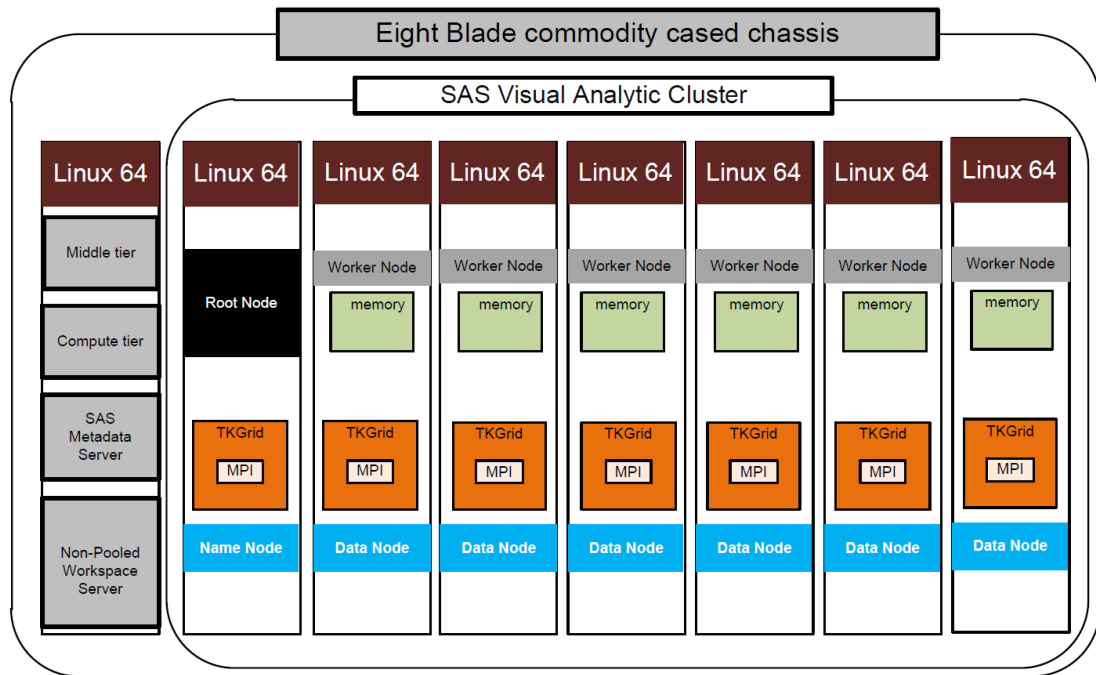 Eight Blade commodity cased chassis
SAS Visual Analytic Cluster
Linux 64 Linux 64 Linux 64 Linux 64 Linux 64 Linux 64 Linux 64 Linux 64
Middle tier
Compute tier
SAS
Metadata
Server
Non-Pooled
Workspace
Server
Root Node
Worker Node Worker Node Worker Node Worker Node Worker Node Worker Node
memory memory memory memory memory memory
TKGrid TKGrid TKGrid TKGrid TKGrid TKGrid TKGrid
MPI MPI MPI MPI MPI MPI MPI
Name Node Data Node Data Node Data Node Data Node Data Node Data Node